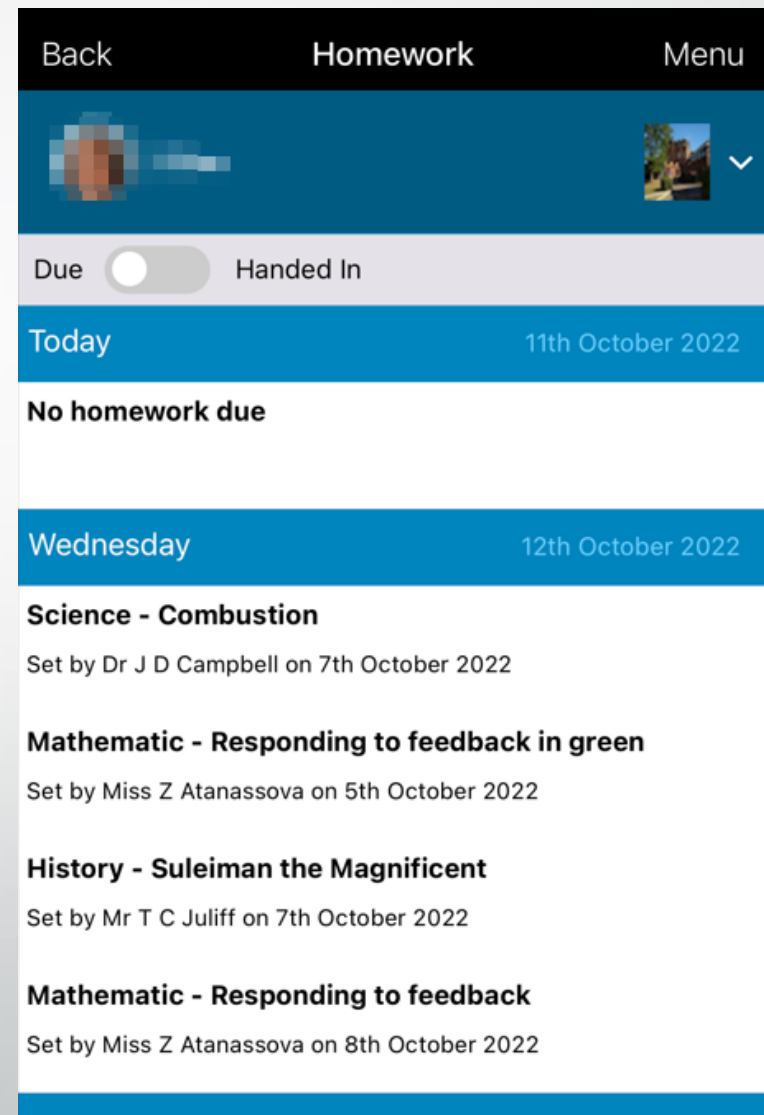 Back Homework Menu
Due Handed In
Today 11th October 2022
No homework due
Wednesday 12th October 2022
Science - Combustion
Set by Dr J D Campbell on 7th October 2022
Mathematic - Responding to feedback in green
Set by Miss Z Atanassova on 5th October 2022
History - Suleiman the Magnificent
Set by Mr T C Juliff on 7th October 2022
Mathematic - Responding to feedback
Set by Miss Z Atanassova on 8th October 2022